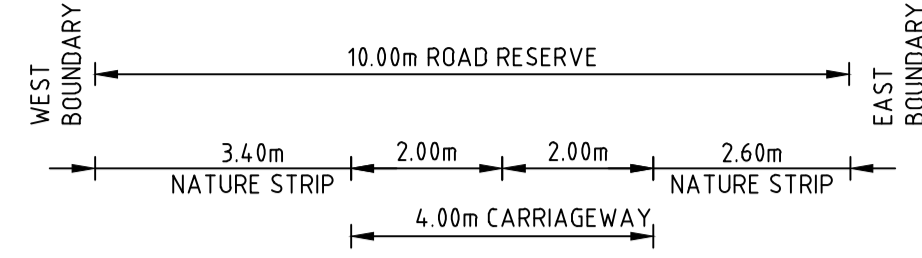 WEST
BOUNDARY
10.00m ROAD RESERVE
EAST
BOUNDARY
3.40m
2.00m
2.00m
2.60m
NATURE STRIP
NATURE STRIP
4.00m CARRIAGEWAY